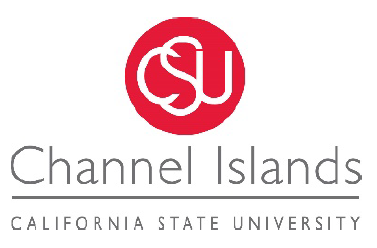 CSU
Channel Islands
CALIFORNIA STATE UNIVERSITY